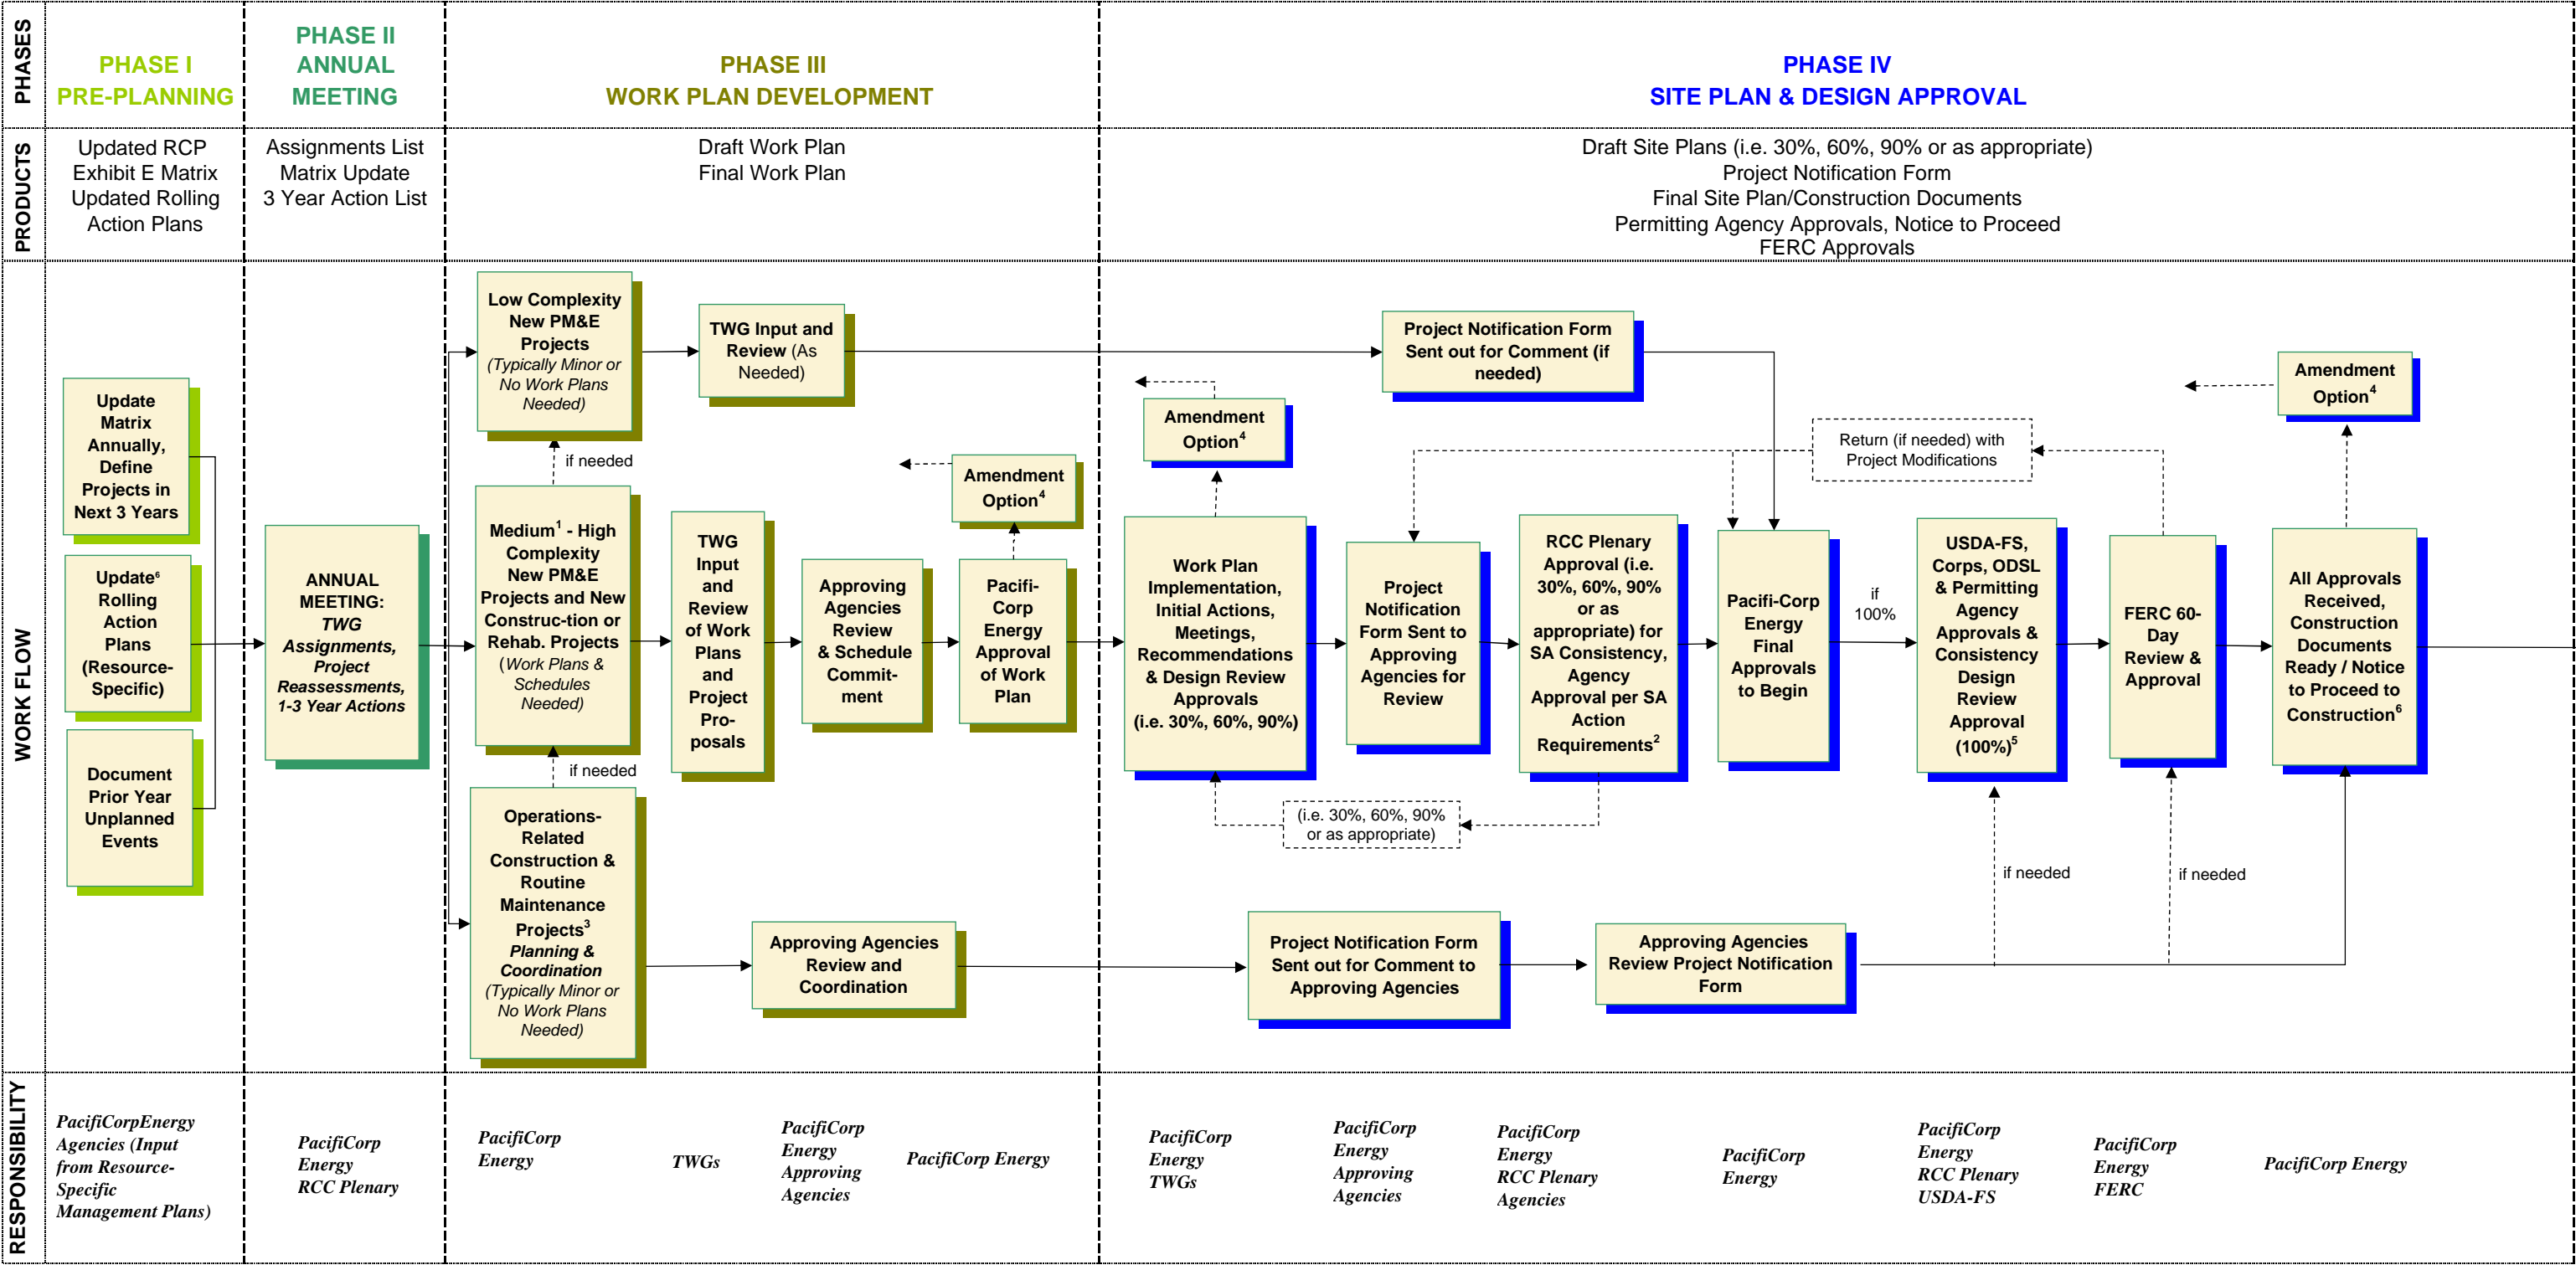 PHASES
PHASE I
PRE-PLANNING
PHASE II
ANNUAL
MEETING
PHASE III
WORK PLAN DEVELOPMENT
PHASE IV
SITE PLAN & DESIGN APPROVAL
PRODUCTS
Updated RCP
Exhibit E Matrix
Updated Rolling
Action Plans
Assignments List
Matrix Update
3 Year Action List
Draft Work Plan
Final Work Plan
Draft Site Plans (i.e. 30%, 60%, 90% or as appropriate)
Project Notification Form
Final Site Plan/Construction Documents
Permitting Agency Approvals, Notice to Proceed
FERC Approvals
WORK FLOW
Update
Matrix
Annually,
Define
Projects in
Next 3 Years
Update⁶
Rolling
Action
Plans
(Resource-
Specific)
Document
Prior Year
Unplanned
Events
ANNUAL
MEETING:
TWG
Assignments,
Project
Reassessments,
1-3 Year Actions
Low Complexity
New PM&E
Projects
(Typically Minor or
No Work Plans
Needed)
if needed
Medium¹ - High
Complexity
New PM&E
Projects and New
Construc-tion or
Rehab. Projects
(Work Plans &
Schedules
Needed)
if needed
Operations-
Related
Construction &
Routine
Maintenance
Projects³
Planning &
Coordination
(Typically Minor or
No Work Plans
Needed)
TWG Input and
Review (As
Needed)
TWG
Input
and
Review
of Work
Plans
and
Project
Pro-
posals
Approving
Agencies
Review
& Schedule
Commit-
ment
Amendment
Option⁴
Pacifi-
Corp
Energy
Approval
of Work
Plan
Approving Agencies
Review and
Coordination
Project Notification Form
Sent out for Comment (if
needed)
Amendment
Option⁴
Work Plan
Implementation,
Initial Actions,
Meetings,
Recommendations
& Design Review
Approvals
(i.e. 30%, 60%, 90%)
Project
Notification
Form Sent to
Approving
Agencies for
Review
RCC Plenary
Approval (i.e.
30%, 60%, 90%
or as
appropriate) for
SA Consistency,
Agency
Approval per SA
Action
Requirements²
(i.e. 30%, 60%, 90%
or as appropriate)
Pacifi-Corp
Energy
Final
Approvals
to Begin
if
100%
Return (if needed) with
Project Modifications
USDA-FS,
Corps, ODSL
& Permitting
Agency
Approvals &
Consistency
Design
Review
Approval
(100%)⁵
FERC 60-
Day
Review &
Approval
Amendment
Option⁴
All Approvals
Received,
Construction
Documents
Ready / Notice
to Proceed to
Construction⁶
if needed
if needed
Project Notification Form
Sent out for Comment to
Approving Agencies
Approving Agencies
Review Project Notification
Form
RESPONSIBILITY
PacifiCorpEnergy
Agencies (Input
from Resource-
Specific
Management Plans)
PacifiCorp
Energy
RCC Plenary
PacifiCorp
Energy
TWGs
PacifiCorp
Energy
Approving
Agencies
PacifiCorp Energy
PacifiCorp
Energy
TWGs
PacifiCorp
Energy
Approving
Agencies
PacifiCorp
Energy
RCC Plenary
Agencies
PacifiCorp
Energy
PacifiCorp
Energy
RCC Plenary
USDA-FS
PacifiCorp
Energy
FERC
PacifiCorp Energy